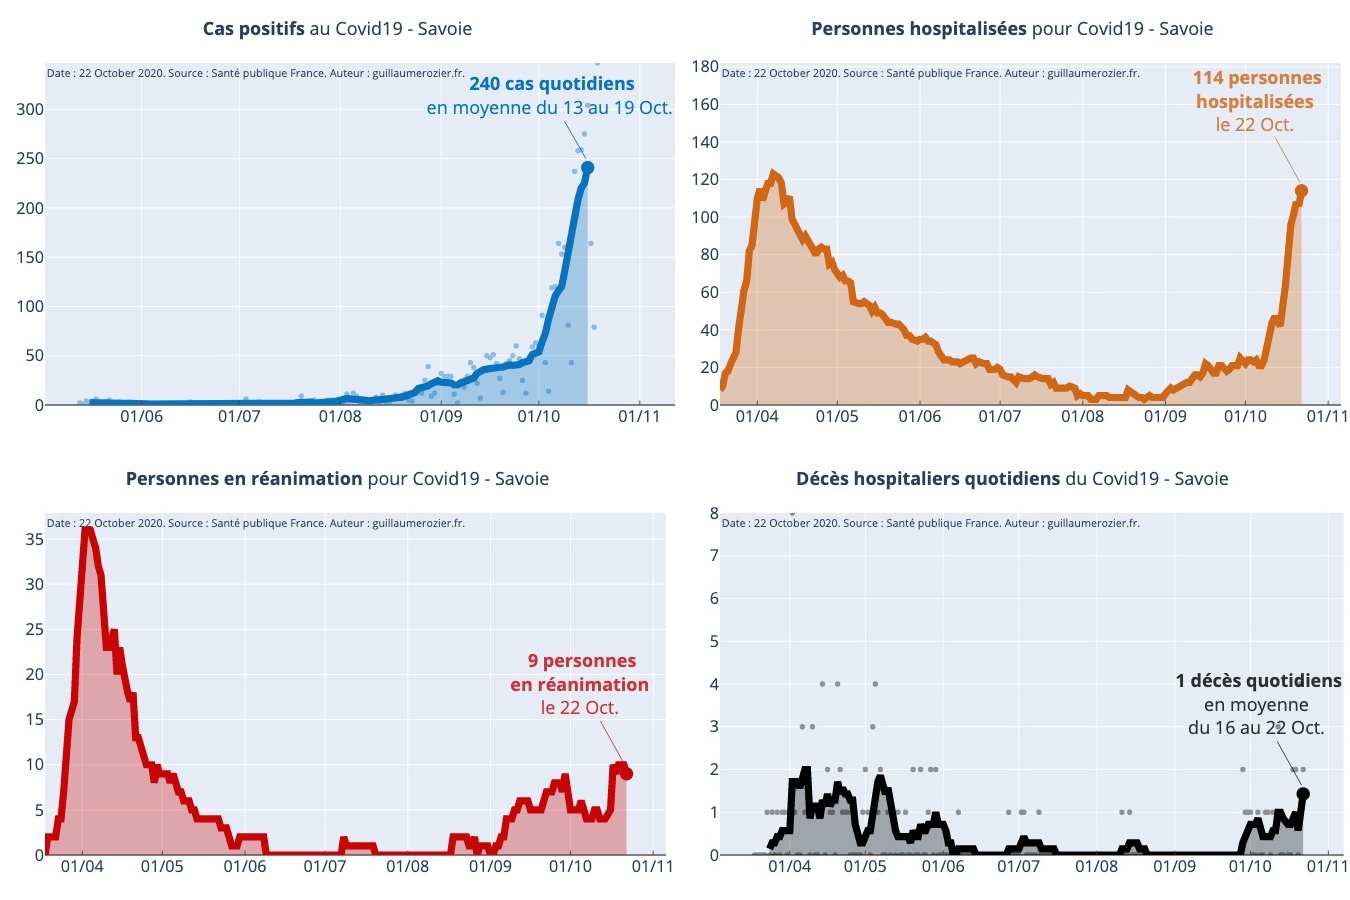 Cas positifs au Covid19 - Savoie
Date : 22 October 2020. Source : Santé publique France. Auteur : guillaumerozier.fr.
240 cas quotidiens
en moyenne du 13 au 19 Oct.
300
250
200
150
100
50
0
01/06 01/07 01/08 01/09 01/10 01/11
Personnes hospitalisées pour Covid19 - Savoie
Date : 22 October 2020. Source : Santé publique France. Auteur : guillaumerozier.fr.
114 personnes
hospitalisées
le 22 Oct.
180
160
140
120
100
80
60
40
20
0
01/04 01/05 01/06 01/07 01/08 01/09 01/10 01/11
Personnes en réanimation pour Covid19 - Savoie
Date : 22 October 2020. Source : Santé publique France. Auteur : guillaumerozier.fr.
9 personnes
en réanimation
le 22 Oct.
35
30
25
20
15
10
5
0
01/04 01/05 01/06 01/07 01/08 01/09 01/10 01/11
Décès hospitaliers quotidiens du Covid19 - Savoie
Date : 22 October 2020. Source : Santé publique France. Auteur : guillaumerozier.fr.
1 décès quotidiens
en moyenne
du 16 au 22 Oct.
8
7
6
5
4
3
2
1
0
01/04 01/05 01/06 01/07 01/08 01/09 01/10 01/11